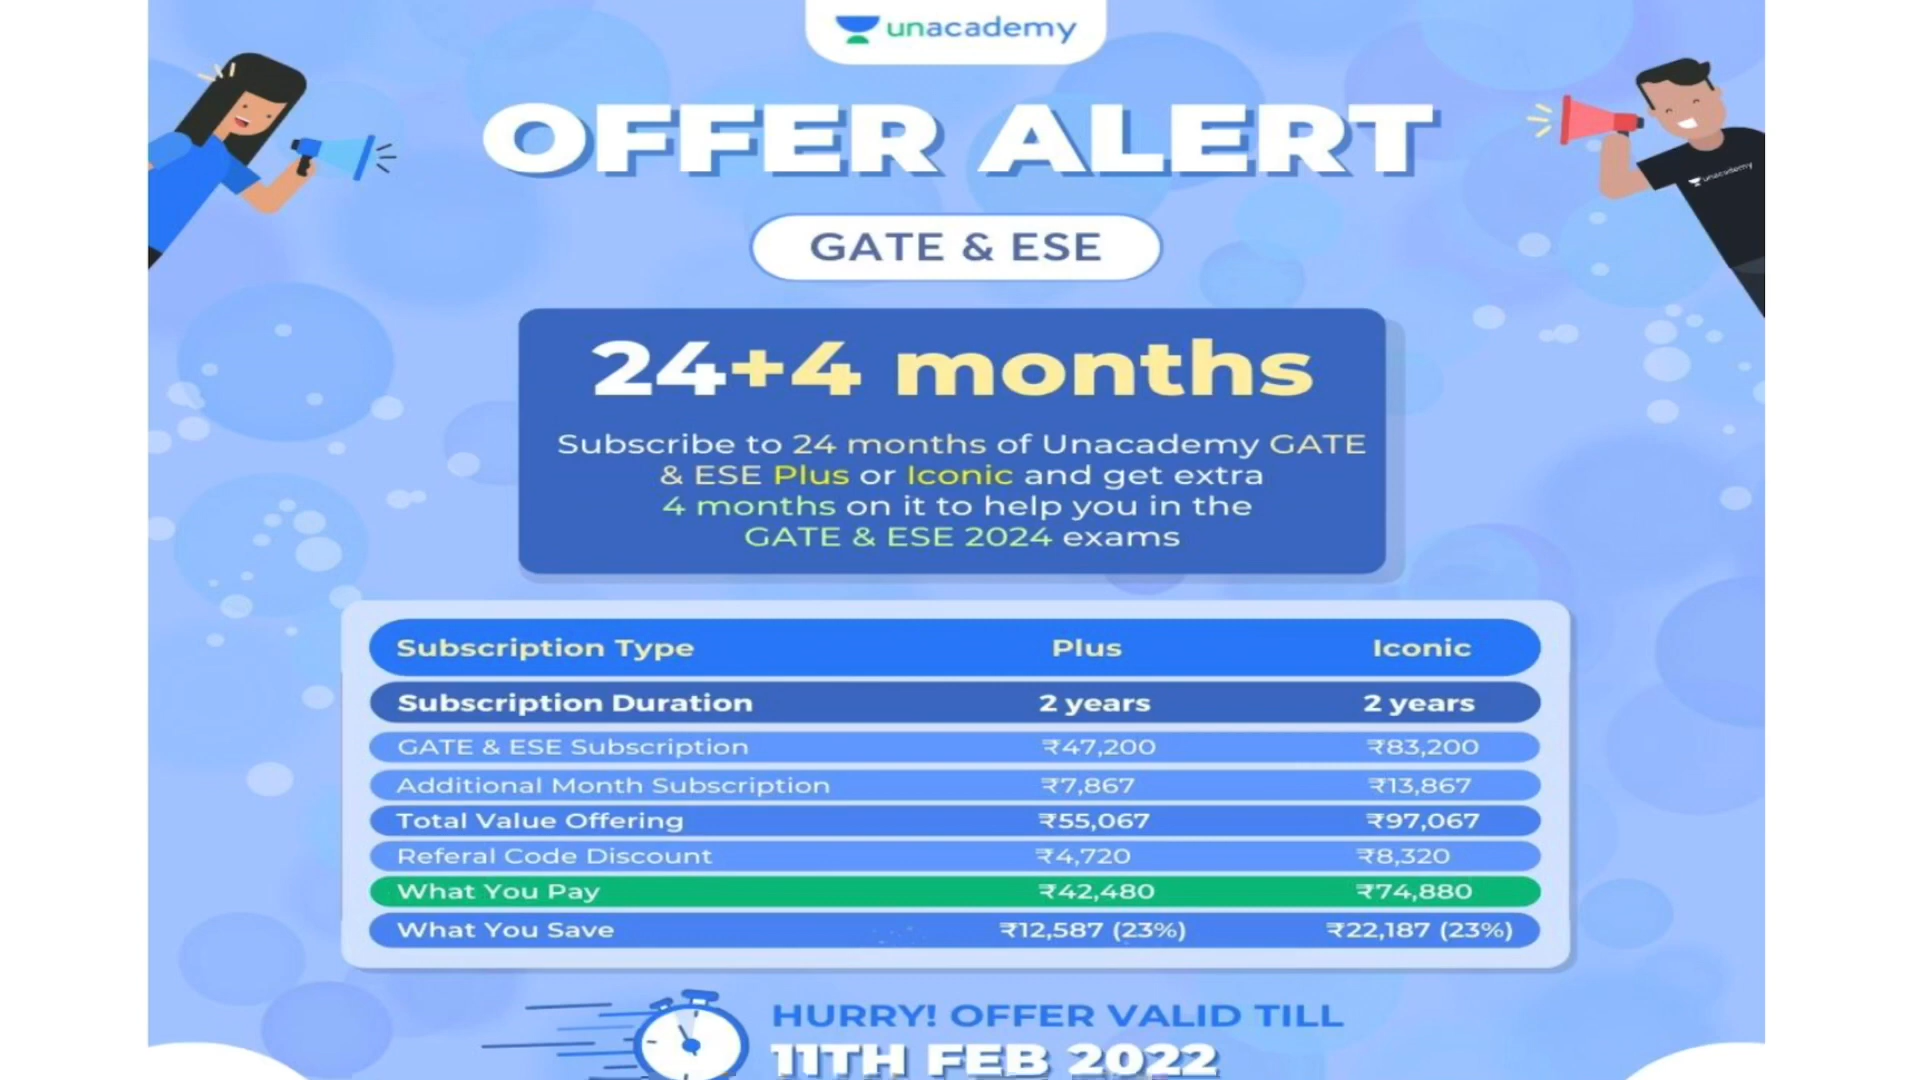 unacademy
OFFER ALERT
unacademy
GATE & ESE
24+4 months
Subscribe to 24 months of Unacademy GATE
& ESE Plus or Iconic and get extra
4 months on it to help you in the
GATE & ESE 2024 exams
Subscription Type Plus Iconic
Subscription Duration 2 years 2 years
GATE & ESE Subscription ₹47,200 ₹83,200
Additional Month Subscription ₹7,867 ₹13,867
Total Value Offering ₹55,067 ₹97,067
Referal Code Discount ₹4,720 ₹8,320
What You Pay ₹42,480 ₹74,880
What You Save ₹12,587 (23%) ₹22,187 (23%)
HURRY! OFFER VALID TILL
11TH FEB 2022